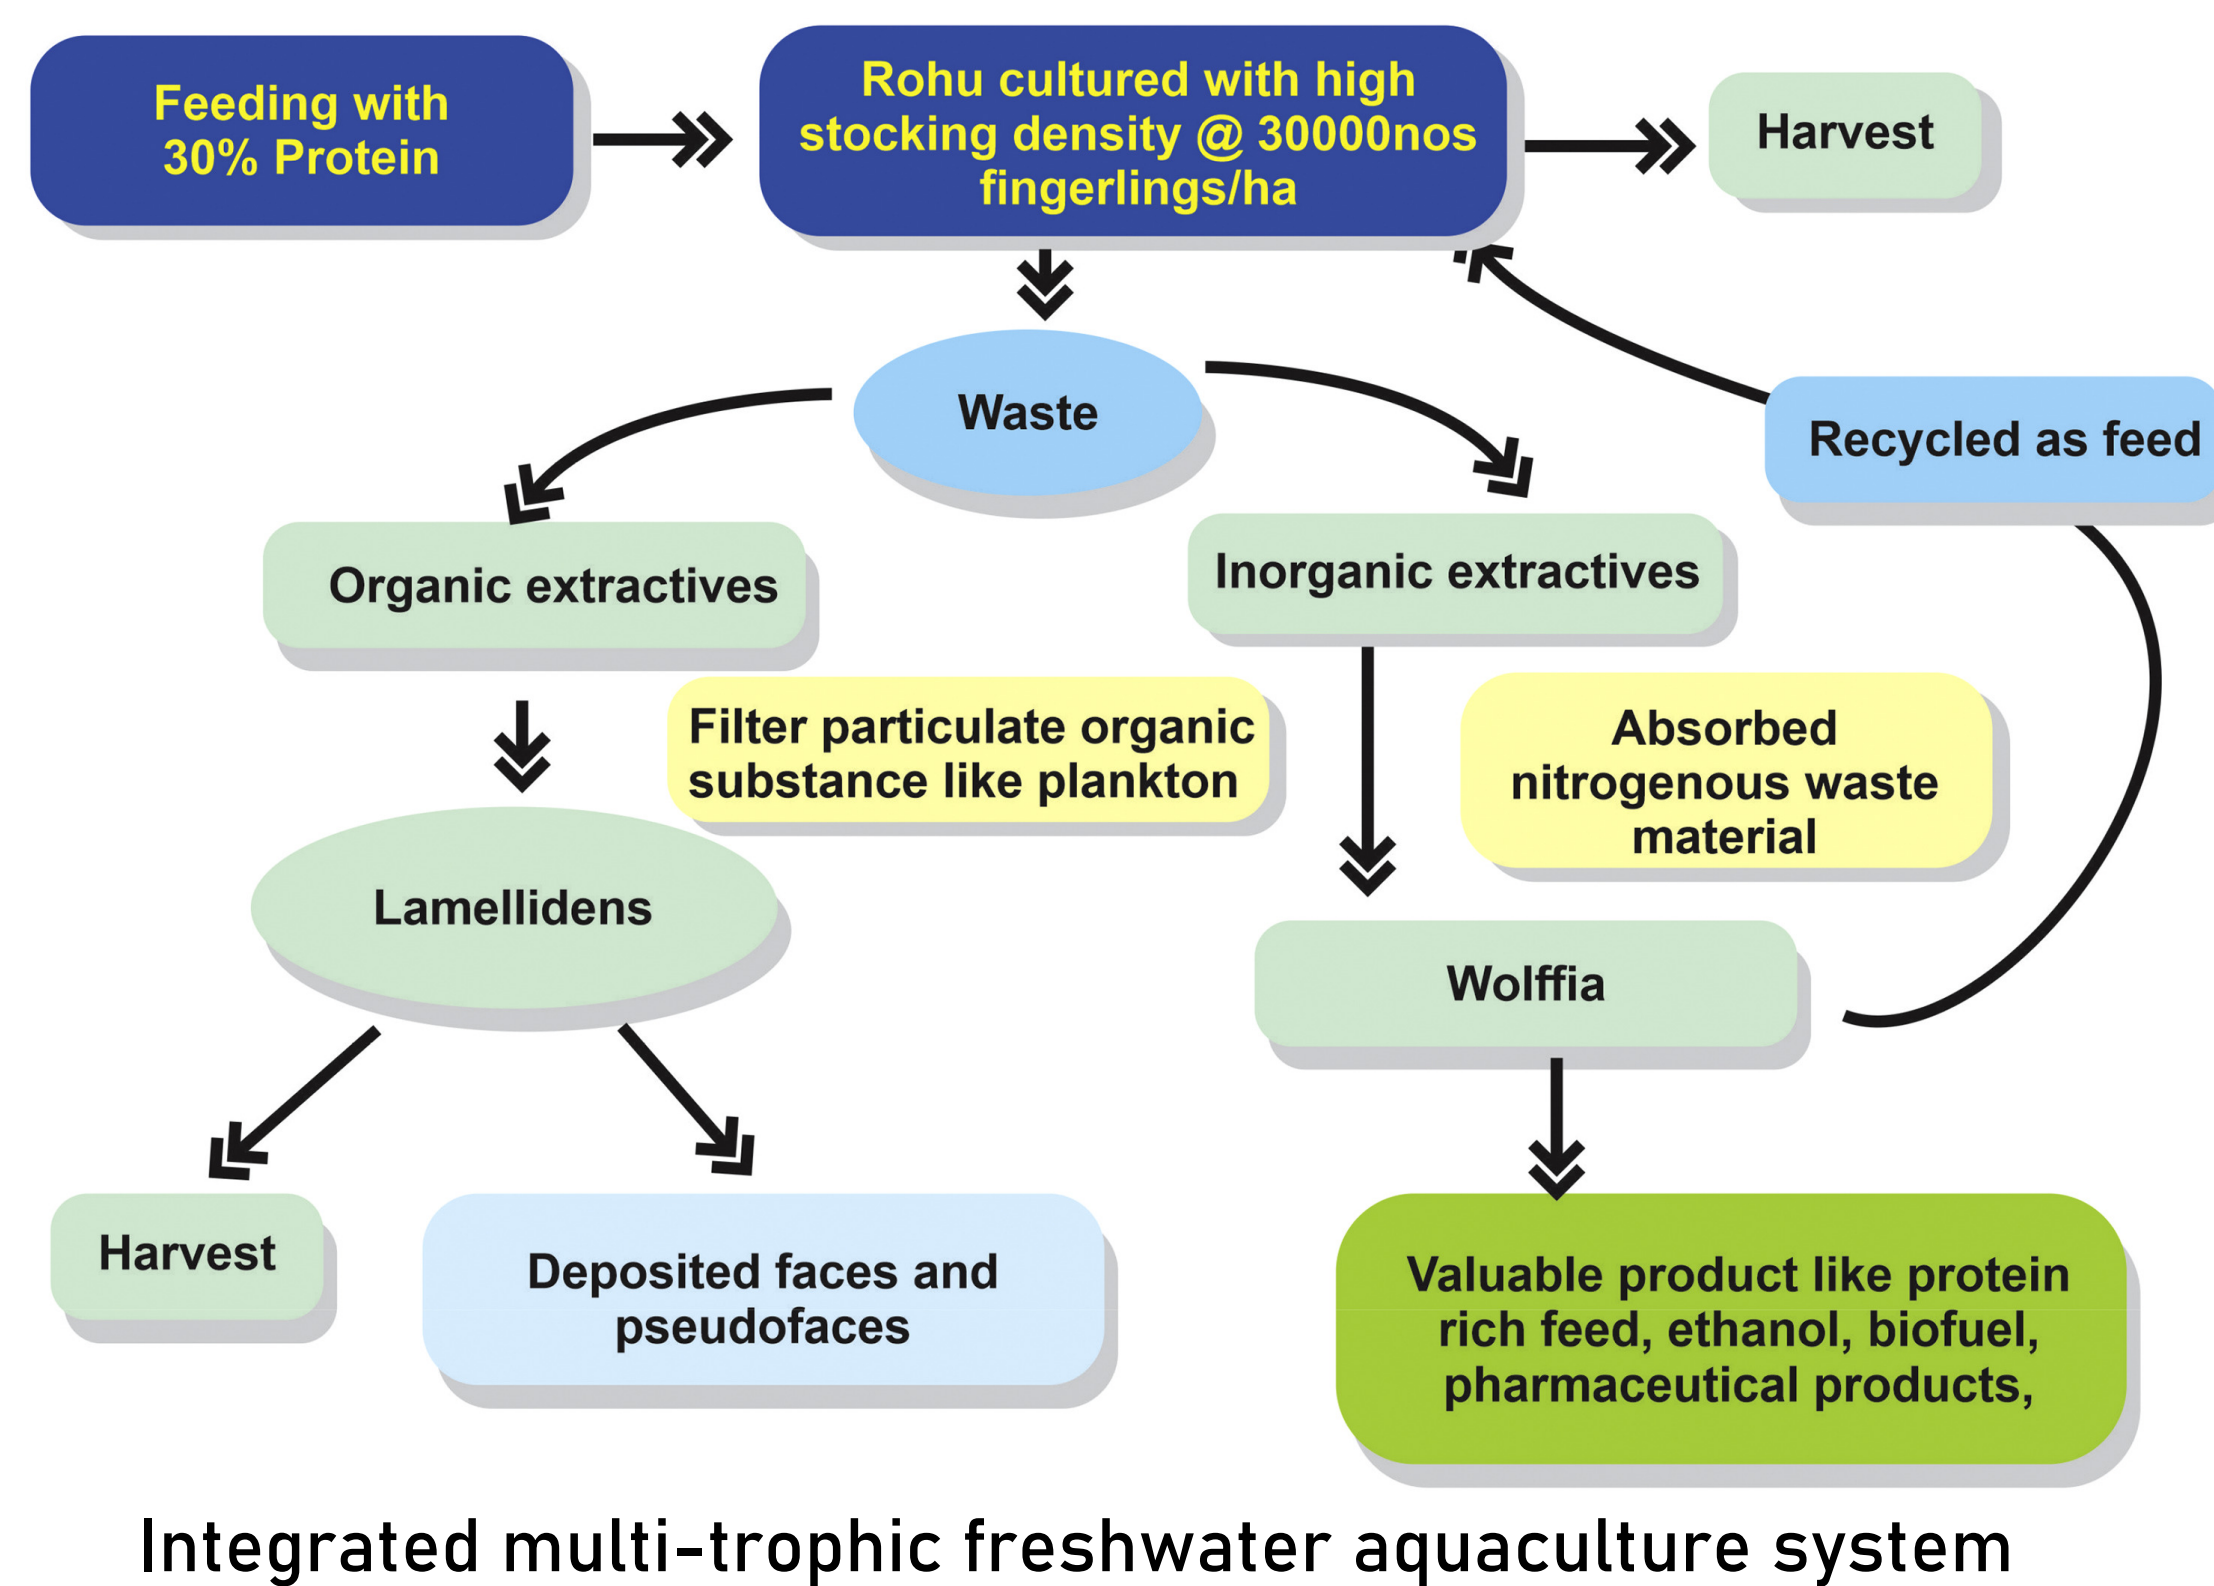 Feeding with
30% Protein
Rohu cultured with high
stocking density @ 30000nos
fingerlings/ha
Harvest
Waste
Recycled as feed
Organic extractives
Inorganic extractives
Filter particulate organic
substance like plankton
Absorbed
nitrogenous waste
material
Lamellidens
Wolffia
Harvest
Deposited faces and
pseudofaces
Valuable product like protein
rich feed, ethanol, biofuel,
pharmaceutical products,
Integrated multi-trophic freshwater aquaculture system